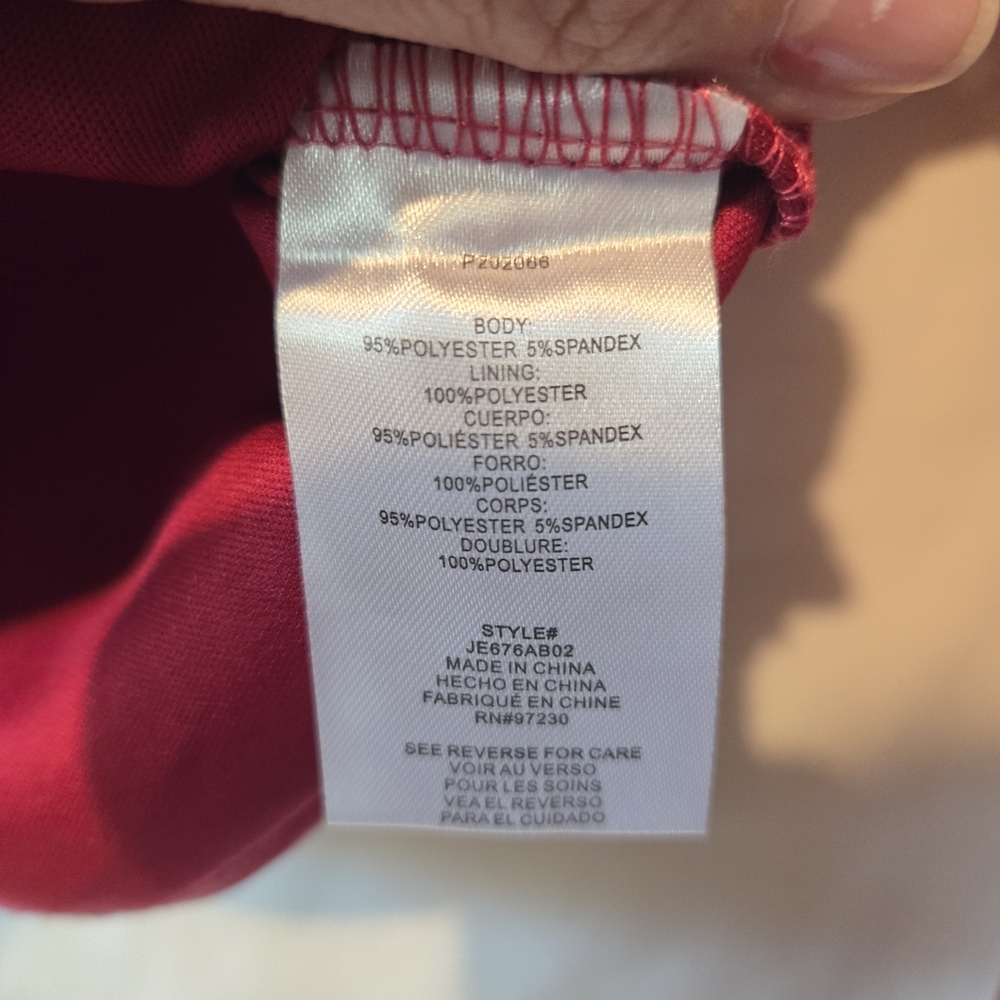 P202066
BODY:
95%POLYESTER 5%SPANDEX
LINING:
100%POLYESTER
CUERPO:
95%POLIÉSTER 5%SPANDEX
FORRO:
100%POLIÉSTER
CORPS:
95%POLYESTER 5%SPANDEX
DOUBLURE:
100%POLYESTER
STYLE#
JE676AB02
MADE IN CHINA
HECHO EN CHINA
FABRIQUÉ EN CHINE
RN#97230
SEE REVERSE FOR CARE
VOIR AU VERSO
POUR LES SOINS
VEA EL REVERSO
PARA EL CUIDADO